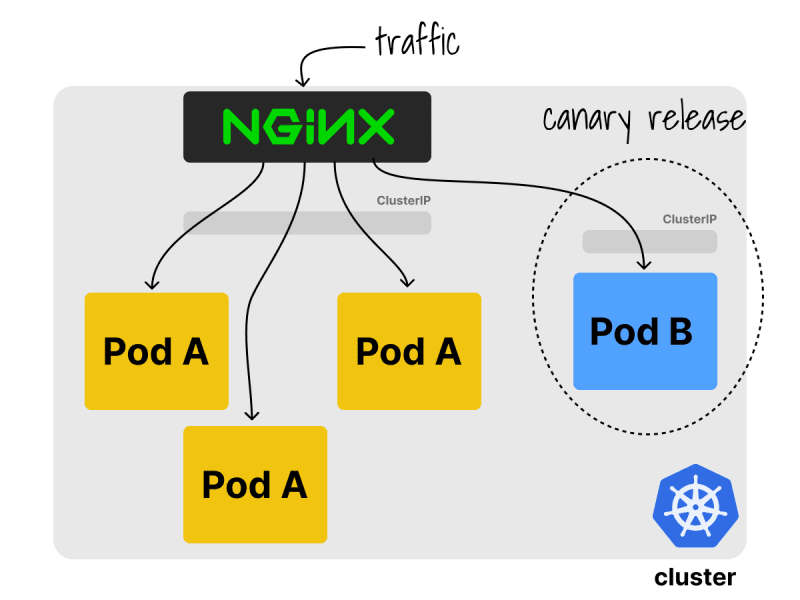 traffic
NGINX
canary release
ClusterIP
ClusterIP
Pod A
Pod A
Pod B
Pod A
cluster